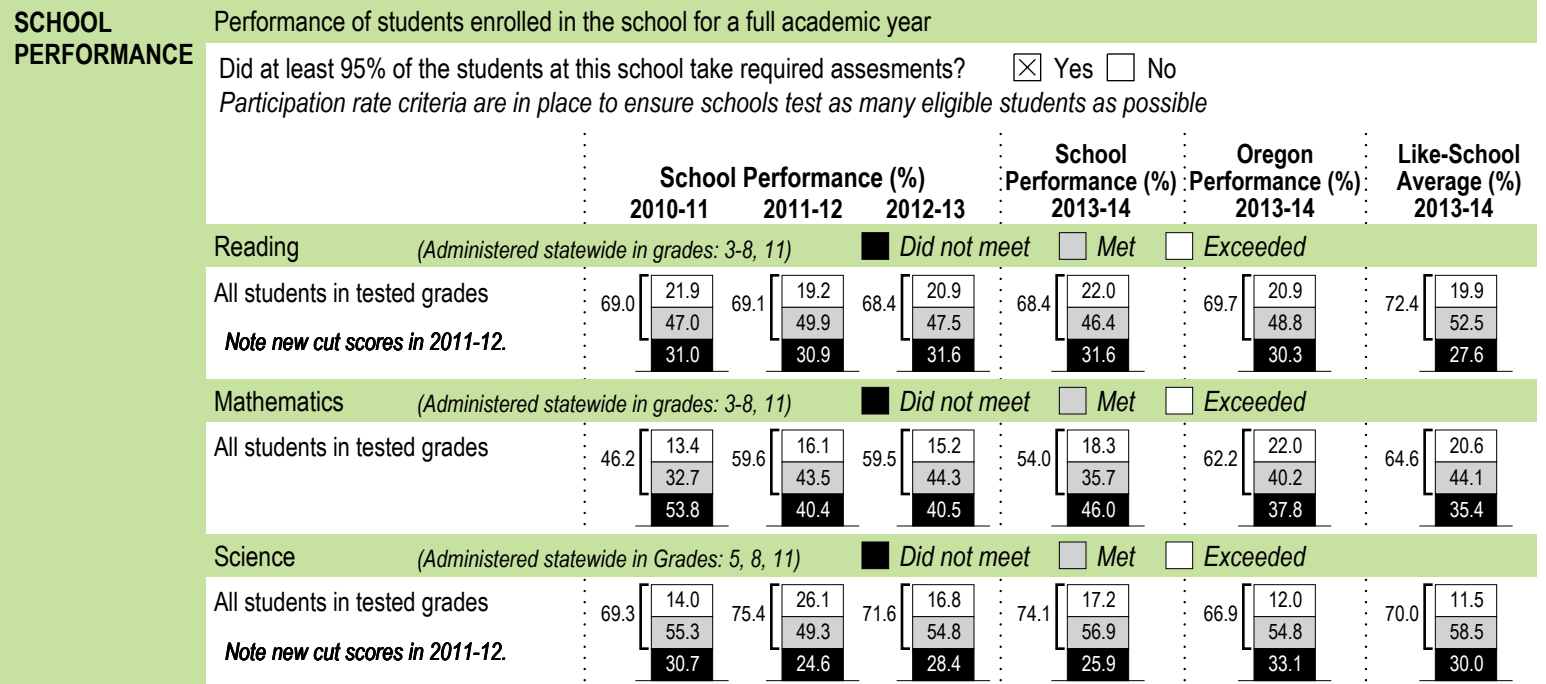 SCHOOL
PERFORMANCE
Performance of students enrolled in the school for a full academic year
Did at least 95% of the students at this school take required assesments? Yes No
Participation rate criteria are in place to ensure schools test as many eligible students as possible
School Performance (%)
2010-11 2011-12 2012-13
School
Performance (%)
2013-14
Oregon
Performance (%)
2013-14
Like-School
Average (%)
2013-14
Reading (Administered statewide in grades: 3-8, 11) Did not meet Met Exceeded
All students in tested grades
Note new cut scores in 2011-12.
69.0 21.9 47.0 31.0
69.1 19.2 49.9 30.9
68.4 20.9 47.5 31.6
68.4 22.0 46.4 31.6
69.7 20.9 48.8 30.3
72.4 19.9 52.5 27.6
Mathematics (Administered statewide in grades: 3-8, 11) Did not meet Met Exceeded
All students in tested grades
46.2 13.4 32.7 53.8
59.6 16.1 43.5 40.4
59.5 15.2 44.3 40.5
54.0 18.3 35.7 46.0
62.2 22.0 40.2 37.8
64.6 20.6 44.1 35.4
Science (Administered statewide in Grades: 5, 8, 11) Did not meet Met Exceeded
All students in tested grades
Note new cut scores in 2011-12.
69.3 14.0 55.3 30.7
75.4 26.1 49.3 24.6
71.6 16.8 54.8 28.4
74.1 17.2 56.9 25.9
66.9 12.0 54.8 33.1
70.0 11.5 58.5 30.0